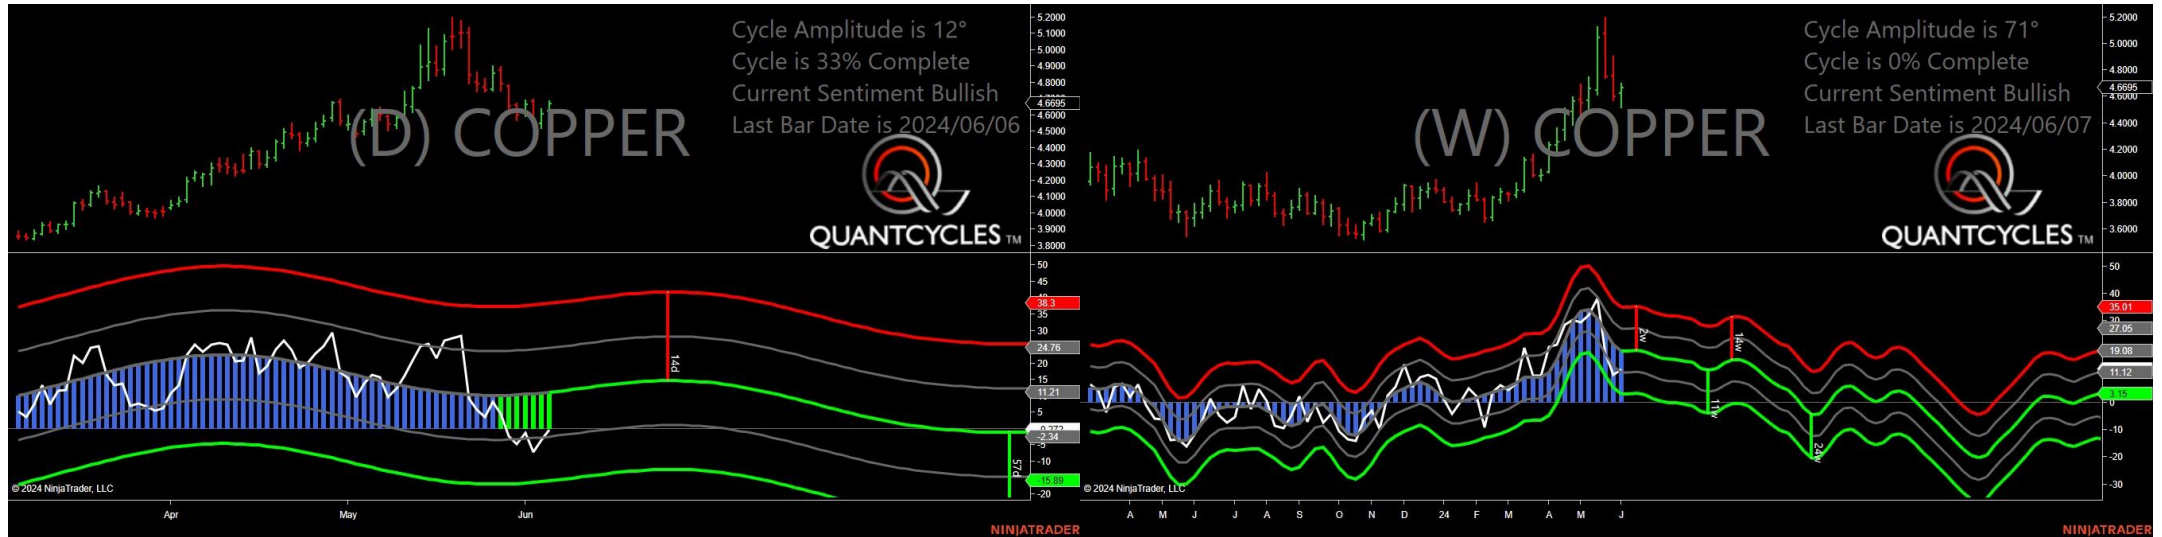 Cycle Amplitude is 12°
Cycle is 33% Complete
Current Sentiment Bullish
Last Bar Date is 2024/06/06
(D) COPPER
QUANTCYCLES TM
5.2000
5.1000
5.0000
4.9000
4.8000
4.6695
4.6000
4.5000
4.4000
4.3000
4.2000
4.1000
4.0000
3.9000
3.8000
50
45
38.3
35
30
24.76
20
15
11.21
5
-0.272
-2.34
-5
-10
-15.89
-20
14d
57d
© 2024 NinjaTrader, LLC
Apr May Jun
NINJATRADER
Cycle Amplitude is 71°
Cycle is 0% Complete
Current Sentiment Bullish
Last Bar Date is 2024/06/07
(W) COPPER
QUANTCYCLES TM
5.2000
5.0000
4.8000
4.6695
4.6000
4.4000
4.2000
4.0000
3.8000
3.6000
50
40
35.01
30
27.05
19.08
11.12
3.15
0
-10
-20
-30
2w
14w
11w
24w
© 2024 NinjaTrader, LLC
A M J J A S O N D 24 F M A M J
NINJATRADER